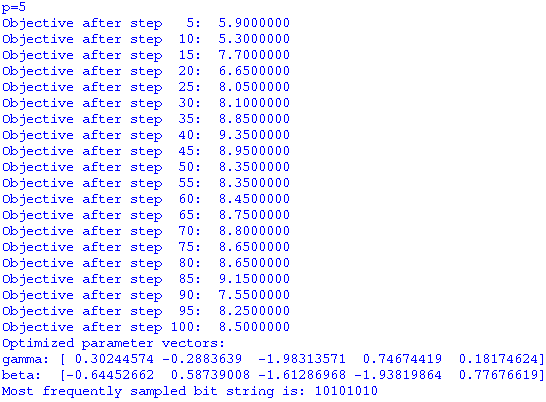 p=5
Objective after step   5:  5.9000000
Objective after step  10:  5.3000000
Objective after step  15:  7.7000000
Objective after step  20:  6.6500000
Objective after step  25:  8.0500000
Objective after step  30:  8.1000000
Objective after step  35:  8.8500000
Objective after step  40:  9.3500000
Objective after step  45:  8.9500000
Objective after step  50:  8.3500000
Objective after step  55:  8.3500000
Objective after step  60:  8.4500000
Objective after step  65:  8.7500000
Objective after step  70:  8.8000000
Objective after step  75:  8.6500000
Objective after step  80:  8.6500000
Objective after step  85:  9.1500000
Objective after step  90:  7.5500000
Objective after step  95:  8.2500000
Objective after step 100:  8.5000000
Optimized parameter vectors:
gamma: [ 0.30244574 -0.2883639  -1.98313571  0.74674419  0.18174624]
beta:  [-0.64452662  0.58739008 -1.61286968 -1.93819864  0.77676619]
Most frequently sampled bit string is: 10101010